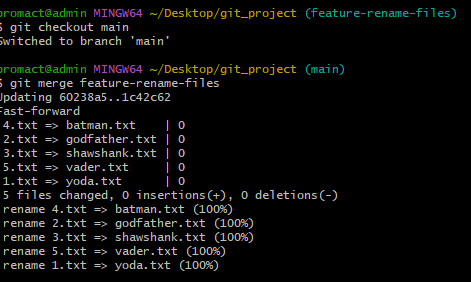 promact@admin MINGW64 ~/Desktop/git_project (feature-rename-files)
$ git checkout main
Switched to branch 'main'
promact@admin MINGW64 ~/Desktop/git_project (main)
$ git merge feature-rename-files
Updating 60238a5..1c42c62
Fast-forward
4.txt => batman.txt | 0
2.txt => godfather.txt | 0
3.txt => shawshank.txt | 0
5.txt => vader.txt | 0
1.txt => yoda.txt | 0
5 files changed, 0 insertions(+), 0 deletions(-)
rename 4.txt => batman.txt (100%)
rename 2.txt => godfather.txt (100%)
rename 3.txt => shawshank.txt (100%)
rename 5.txt => vader.txt (100%)
rename 1.txt => yoda.txt (100%)